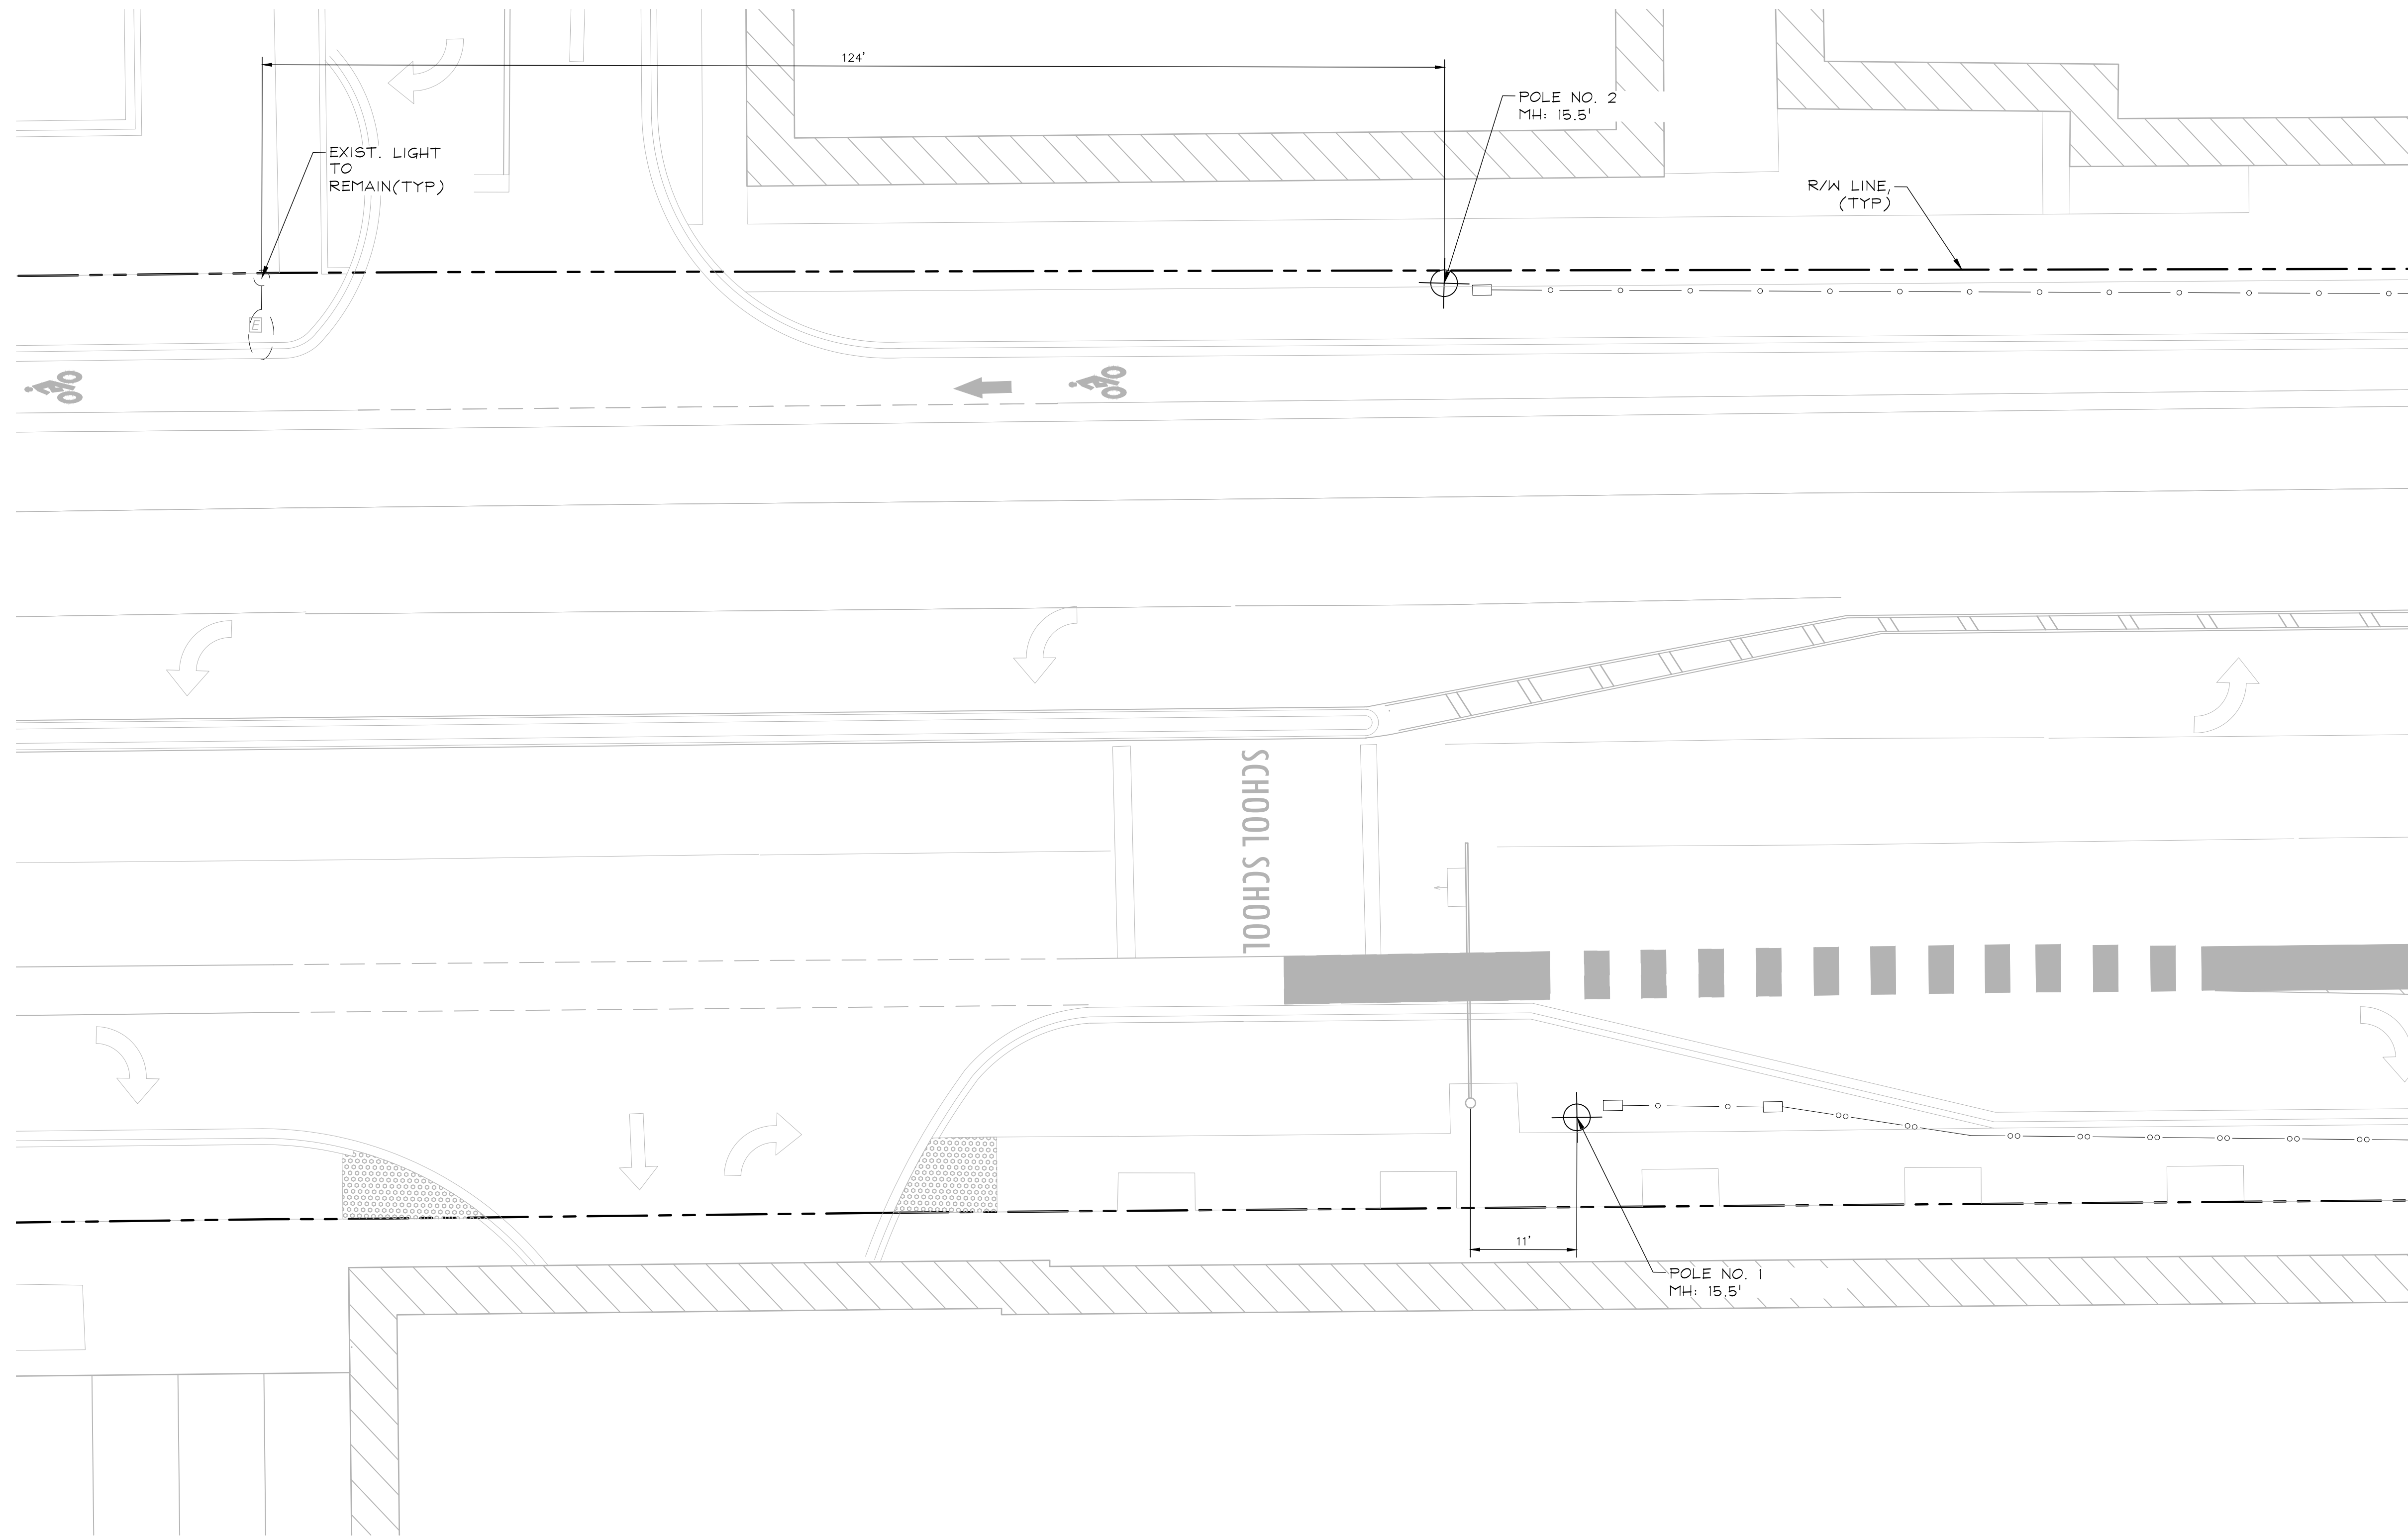 124'
POLE NO. 2
MH: 15.5'
EXIST. LIGHT
TO
REMAIN(TYP)
R/W LINE,
(TYP)
E
SCHOOL SCHOOL
11'
POLE NO. 1
MH: 15.5'